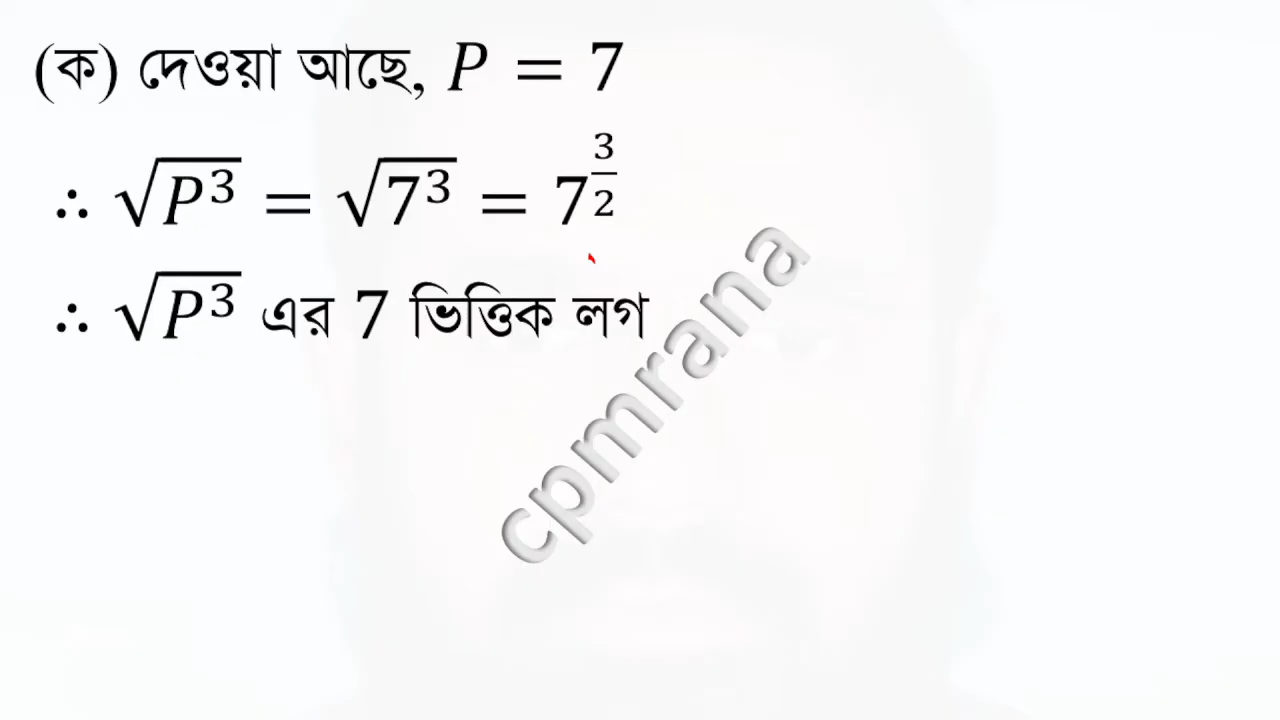 (ক) দেওয়া আছে, P = 7
∴ √P³ = √7³ = 7^(3/2)
∴ √P³ এর 7 ভিত্তিক লগ
cpmrana